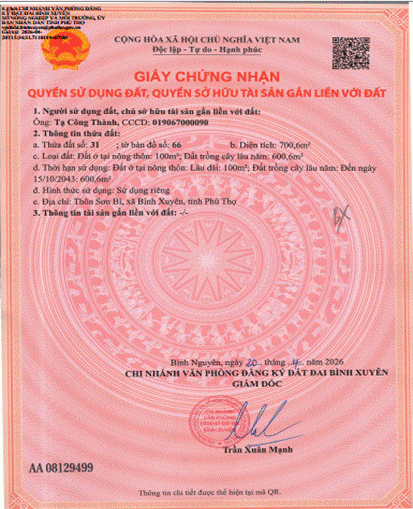 CỘNG HÒA XÃ HỘI CHỦ NGHĨA VIỆT NAM
Độc lập - Tự do - Hạnh phúc
GIẤY CHỨNG NHẬN
QUYỀN SỬ DỤNG ĐẤT, QUYỀN SỞ HỮU TÀI SẢN GẮN LIỀN VỚI ĐẤT
1. Người sử dụng đất, chủ sở hữu tài sản gắn liền với đất:
Ông: Tạ Công Thành, CCCD: 019067000090
2. Thông tin thửa đất:
a. Thửa đất số: 31 ; tờ bản đồ số: 66 b. Diện tích: 700,6m²
c. Loại đất: Đất ở tại nông thôn: 100m²; Đất trồng cây lâu năm: 600,6m²
d. Thời hạn sử dụng: Đất ở tại nông thôn: Lâu dài: 100m²; Đất trồng cây lâu năm: Đến ngày
15/10/2043: 600,6m²
đ. Hình thức sử dụng: Sử dụng riêng
e. Địa chỉ: Thôn Sơn Bỉ, xã Bình Xuyên, tỉnh Phú Thọ
3. Thông tin tài sản gắn liền với đất: -/-
Bình Nguyên, ngày 20 tháng 4 năm 2026
CHI NHÁNH VĂN PHÒNG ĐĂNG KÝ ĐẤT ĐAI BÌNH XUYÊN
GIÁM ĐỐC
Trần Xuân Mạnh
AA 08129499
Thông tin chi tiết được thể hiện tại mã QR.